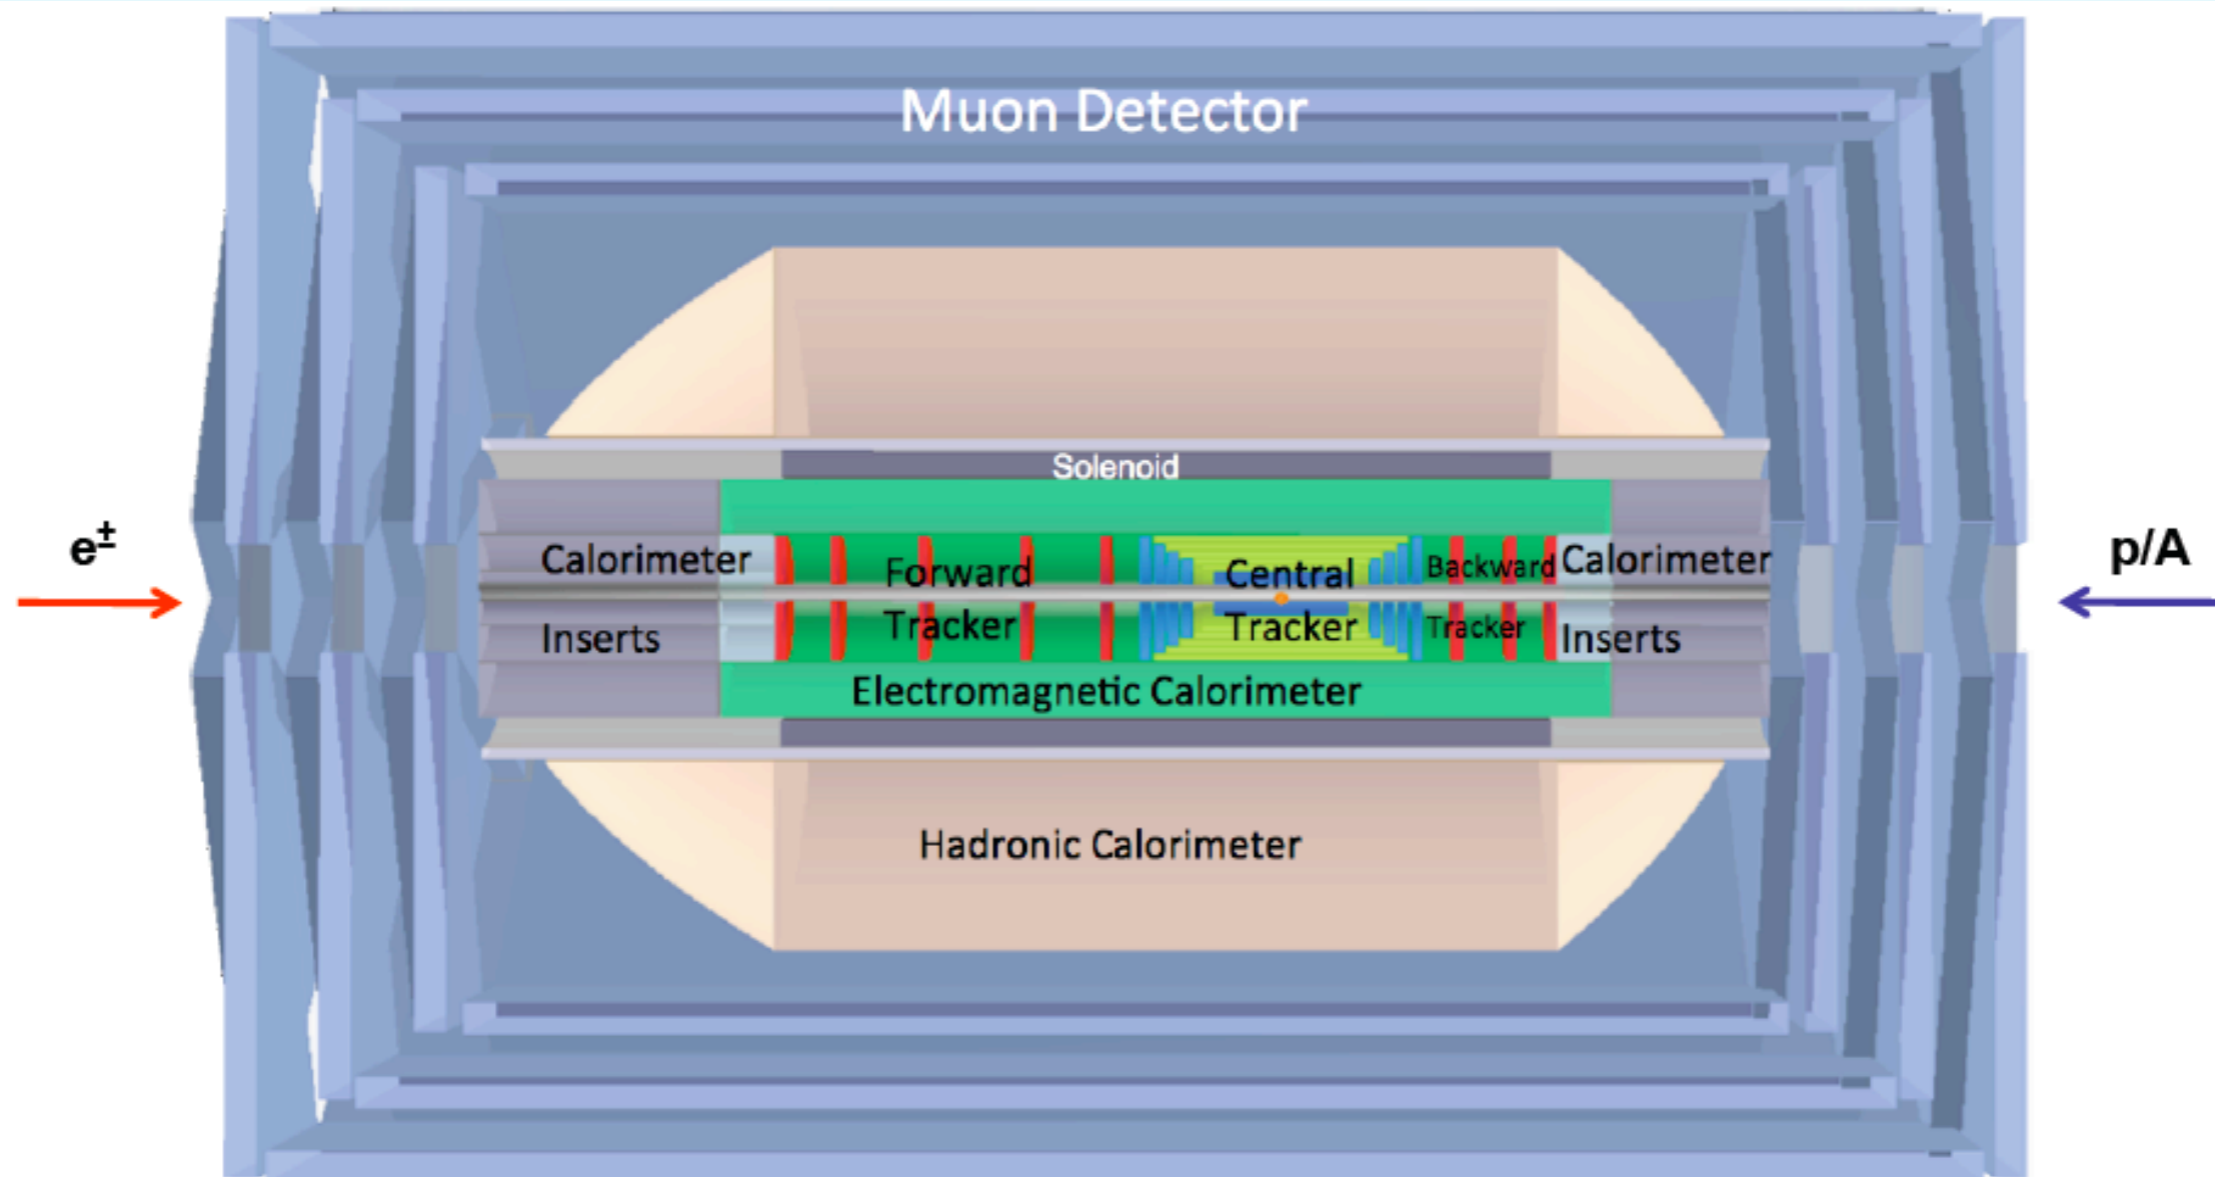 Muon Detector
Solenoid
e±
p/A
Calorimeter
Inserts
Forward
Tracker
Central
Tracker
Backward
Tracker
Calorimeter
Inserts
Electromagnetic Calorimeter
Hadronic Calorimeter